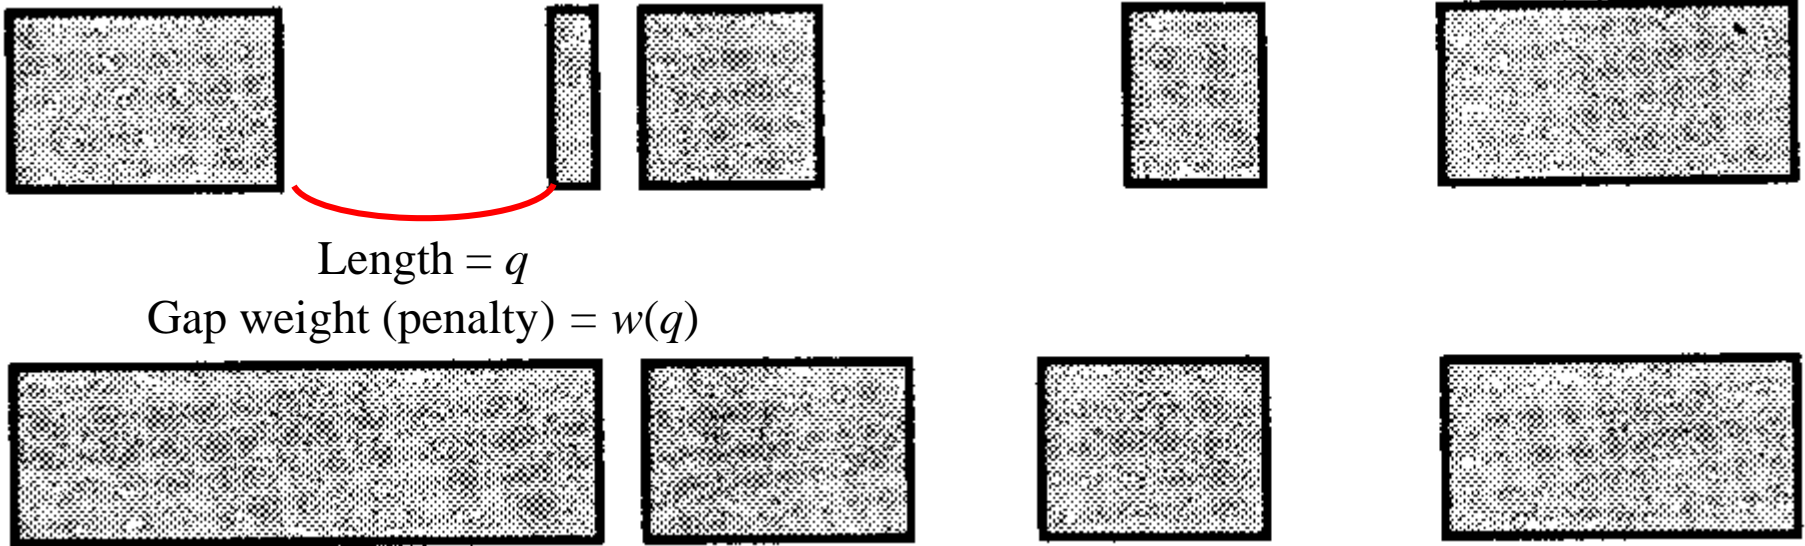 Length = q
Gap weight (penalty) = w(q)